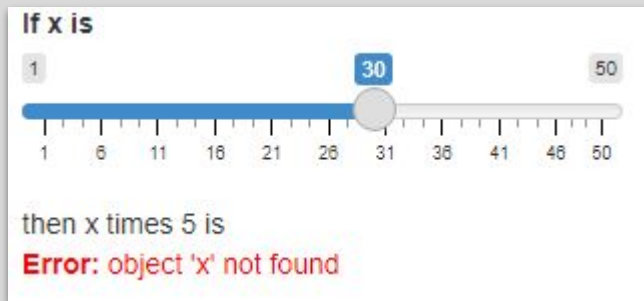 If x is
1 30 50
1 6 11 16 21 26 31 36 41 46 50
then x times 5 is
Error: object 'x' not found